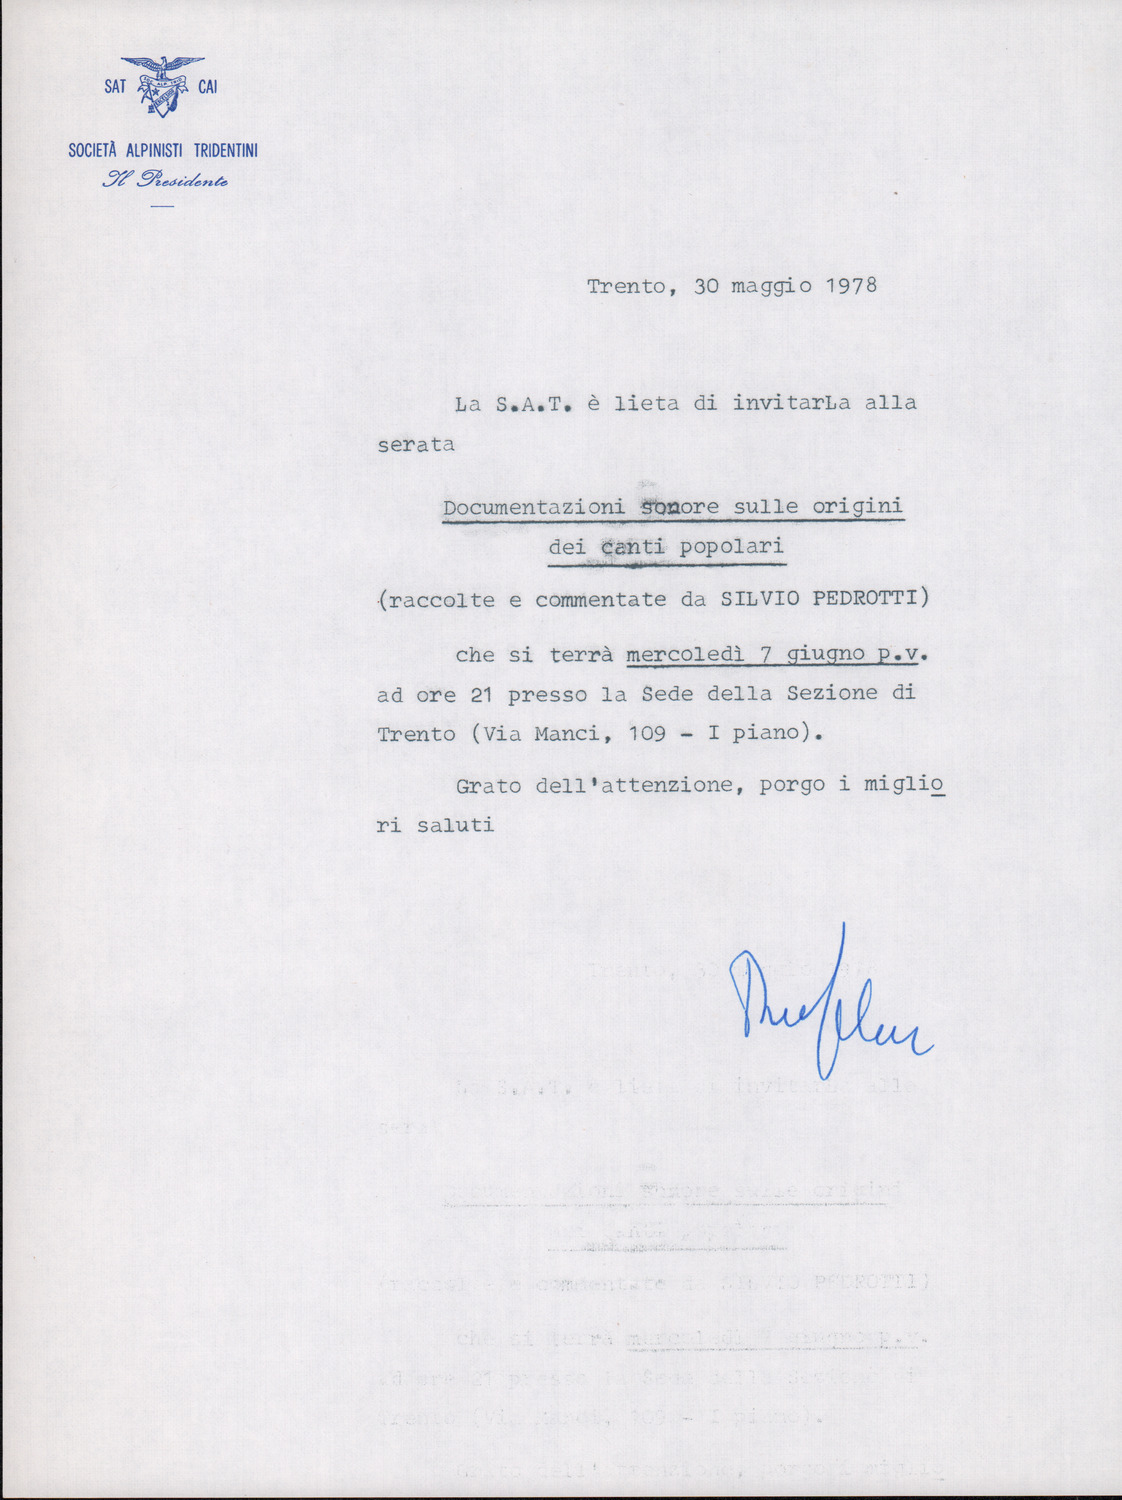 SAT CAI
SOCIETÀ ALPINISTI TRIDENTINI
Il Presidente
Trento, 30 maggio 1978
La S.A.T. è lieta di invitarLa alla
serata
Documentazioni sonore sulle origini
dei canti popolari
(raccolte e commentate da SILVIO PEDROTTI)
che si terrà mercoledì 7 giugno p.v.
ad ore 21 presso la Sede della Sezione di
Trento (Via Manci, 109 - I piano).
Grato dell'attenzione, porgo i miglio
ri saluti